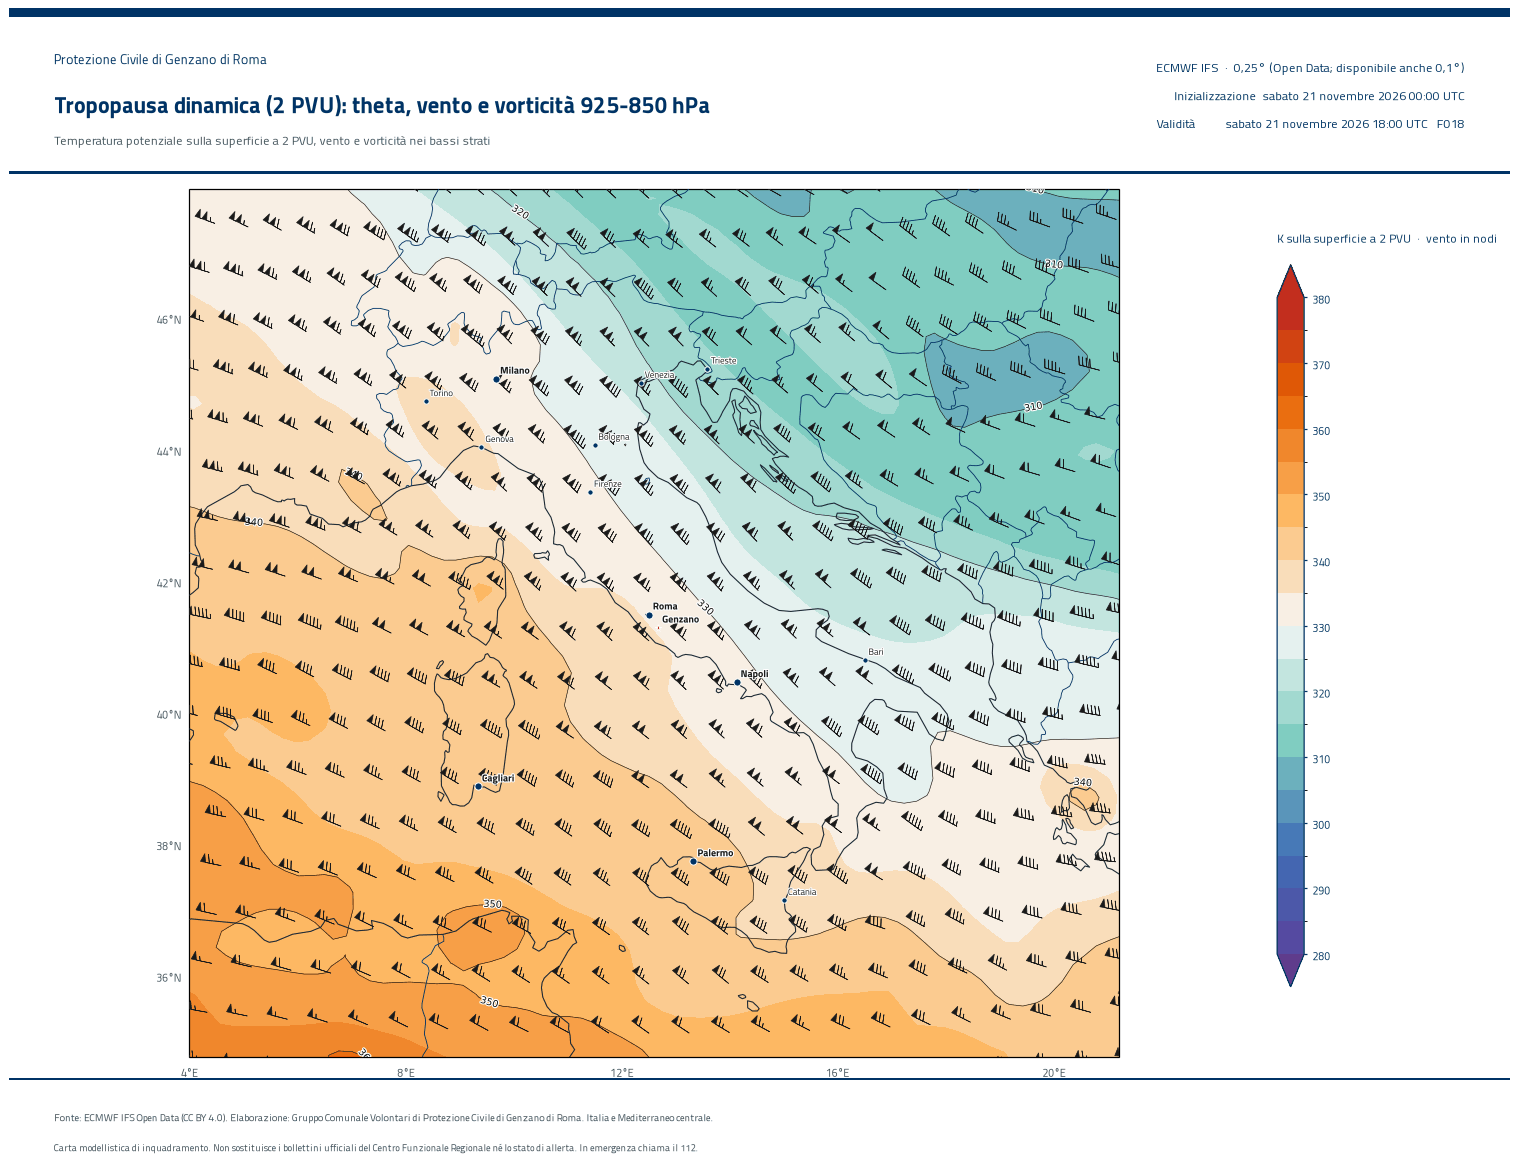 Protezione Civile di Genzano di Roma
Tropopausa dinamica (2 PVU): theta, vento e vorticità 925-850 hPa
Temperatura potenziale sulla superficie a 2 PVU, vento e vorticità nei bassi strati
ECMWF IFS · 0,25° (Open Data; disponibile anche 0,1°)
Inizializzazione sabato 21 novembre 2026 00:00 UTC
Validità sabato 21 novembre 2026 18:00 UTC F018
K sulla superficie a 2 PVU · vento in nodi
380
370
360
350
340
330
320
310
300
290
280
46°N
44°N
42°N
40°N
38°N
36°N
4°E
8°E
12°E
16°E
20°E
320
310
310
310
Trieste
Venezia
Milano
Torino
Genova
Bologna
Firenze
340
340
330
Roma
Genzano
Bari
Napoli
Cagliari
340
Palermo
Catania
350
350
Fonte: ECMWF IFS Open Data (CC BY 4.0). Elaborazione: Gruppo Comunale Volontari di Protezione Civile di Genzano di Roma. Italia e Mediterraneo centrale.
Carta modellistica di inquadramento. Non sostituisce i bollettini ufficiali del Centro Funzionale Regionale né lo stato di allerta. In emergenza chiama il 112.